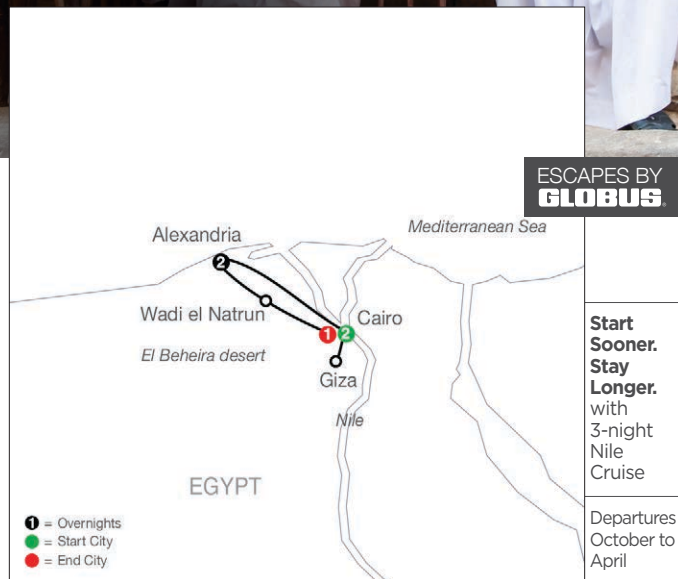 ESCAPES BY
GLOBUS®
Mediterranean Sea
Alexandria
2
Wadi el Natrun
Cairo
1 2
El Beheira desert
Giza
Nile
EGYPT
1 = Overnights
= Start City
= End City
Start
Sooner.
Stay
Longer.
with
3-night
Nile
Cruise
Departures
October to
April